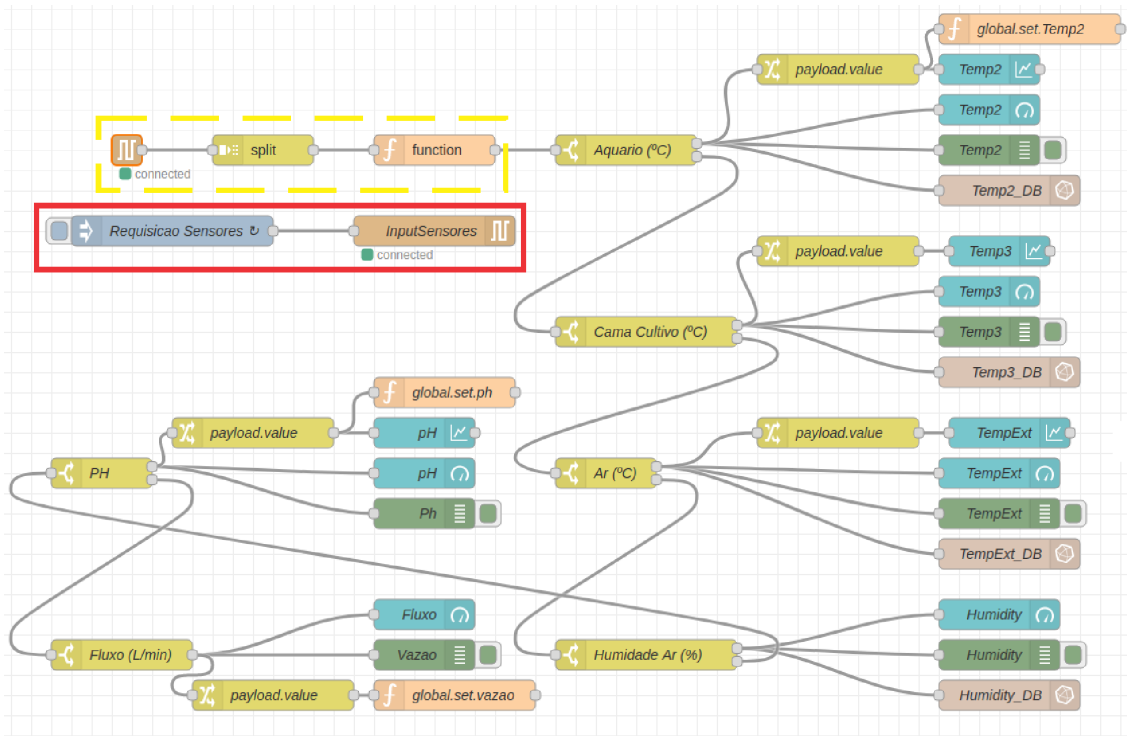 global.set.Temp2
payload.value
Temp2
Temp2
split
function
Aquario (ºC)
Temp2
connected
Temp2_DB
Requisicao Sensores ↻
InputSensores
connected
payload.value
Temp3
Temp3
Cama Cultivo (ºC)
Temp3
Temp3_DB
global.set.ph
payload.value
pH
payload.value
TempExt
PH
pH
Ar (ºC)
TempExt
Ph
TempExt
TempExt_DB
Fluxo
Humidity
Fluxo (L/min)
Vazao
Humidade Ar (%)
Humidity
payload.value
global.set.vazao
Humidity_DB